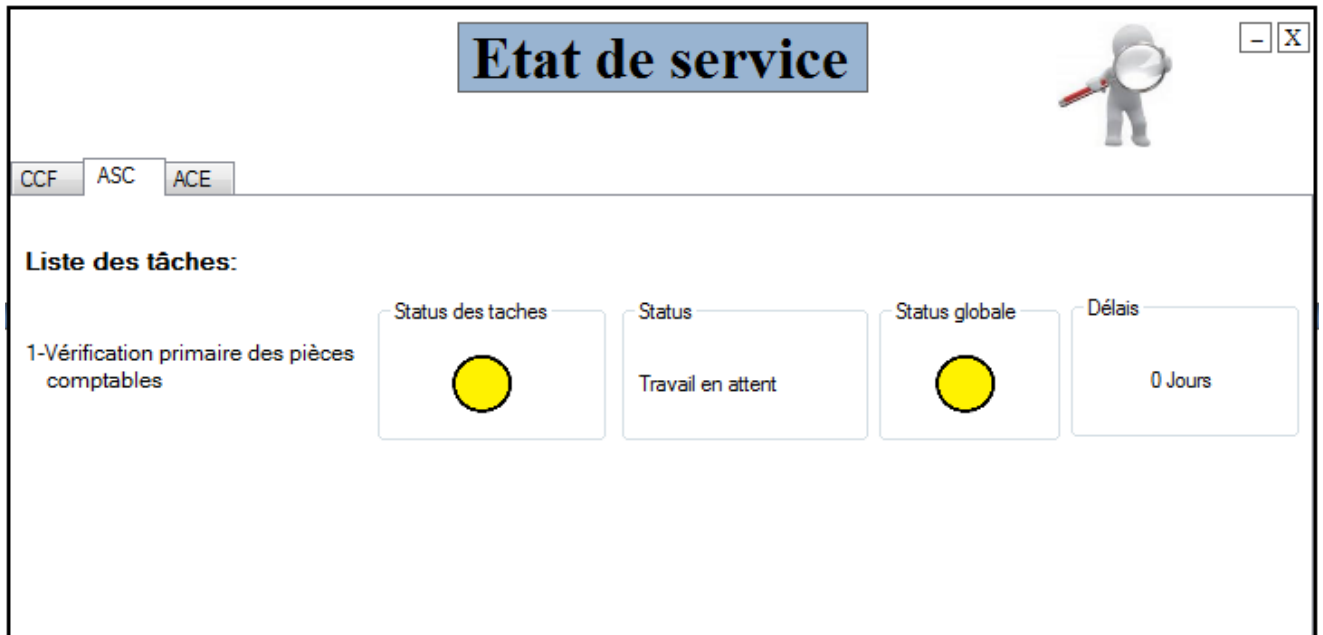 Etat de service
– X
CCF ASC ACE
Liste des tâches:
Status des taches
Status
Status globale
Délais
1-Vérification primaire des pièces
comptables
Travail en attent
0 Jours